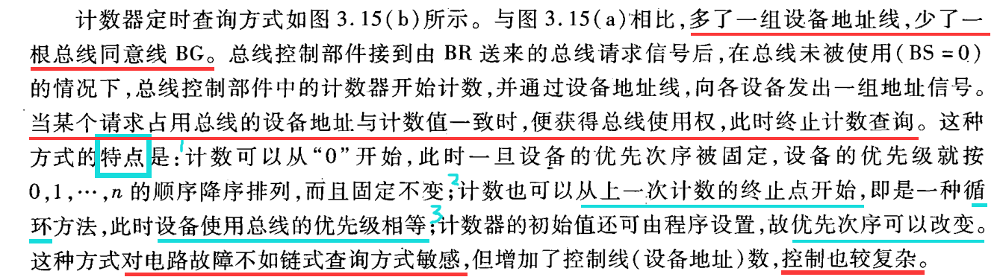 计数器定时查询方式如图 3.15(b)所示。与图 3.15(a)相比,多了一组设备地址线,少了一
根总线同意线 BG。总线控制部件接到由 BR 送来的总线请求信号后,在总线未被使用(BS=0)
的情况下,总线控制部件中的计数器开始计数,并通过设备地址线,向各设备发出一组地址信号。
当某个请求占用总线的设备地址与计数值一致时,便获得总线使用权,此时终止计数查询。这种
方式的特点是:1计数可以从“0”开始,此时一旦设备的优先次序被固定,设备的优先级就按
0,1,…,n 的顺序降序排列,而且固定不变;2计数也可以从上一次计数的终止点开始,即是一种循
环方法,此时设备使用总线的优先级相等;3计数器的初始值还可由程序设置,故优先次序可以改变。
这种方式对电路故障不如链式查询方式敏感,但增加了控制线(设备地址)数,控制也较复杂。